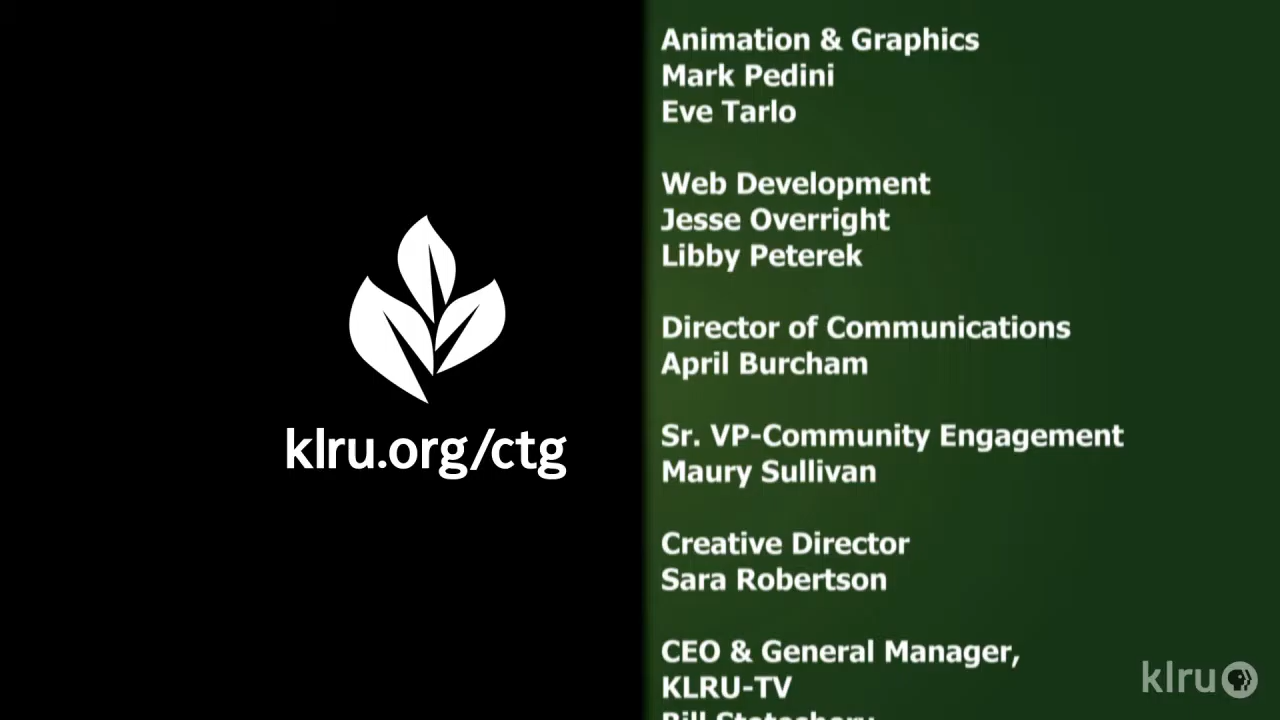 klru.org/ctg
Animation & Graphics
Mark Pedini
Eve Tarlo
Web Development
Jesse Overright
Libby Peterek
Director of Communications
April Burcham
Sr. VP-Community Engagement
Maury Sullivan
Creative Director
Sara Robertson
CEO & General Manager,
KLRU-TV
klru